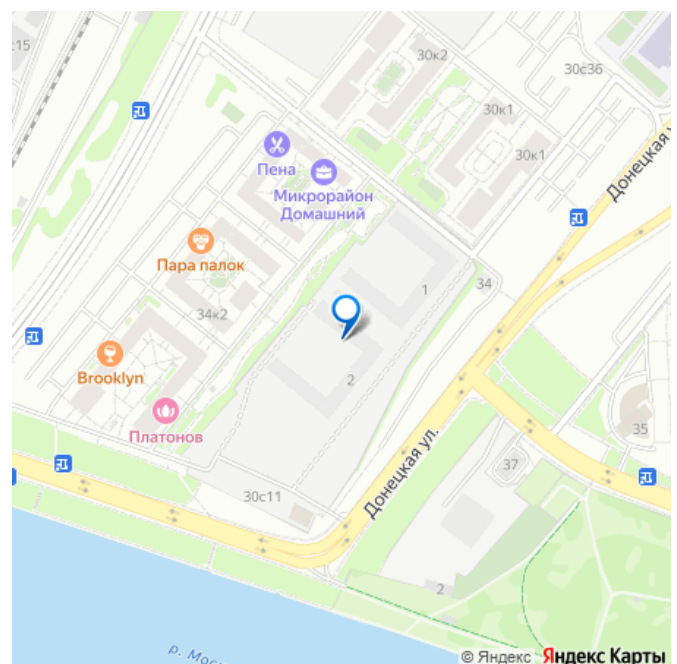 с15
30к2
30с36
30к1
30к1
Донецкая у
Пена
Микрорайон
Домашний
Пара палок
34
1
34к2
Brooklyn
2
Платонов
Донецкая ул.
35
37
30с11
2
р. Мос
© Яндекс Яндекс Карты